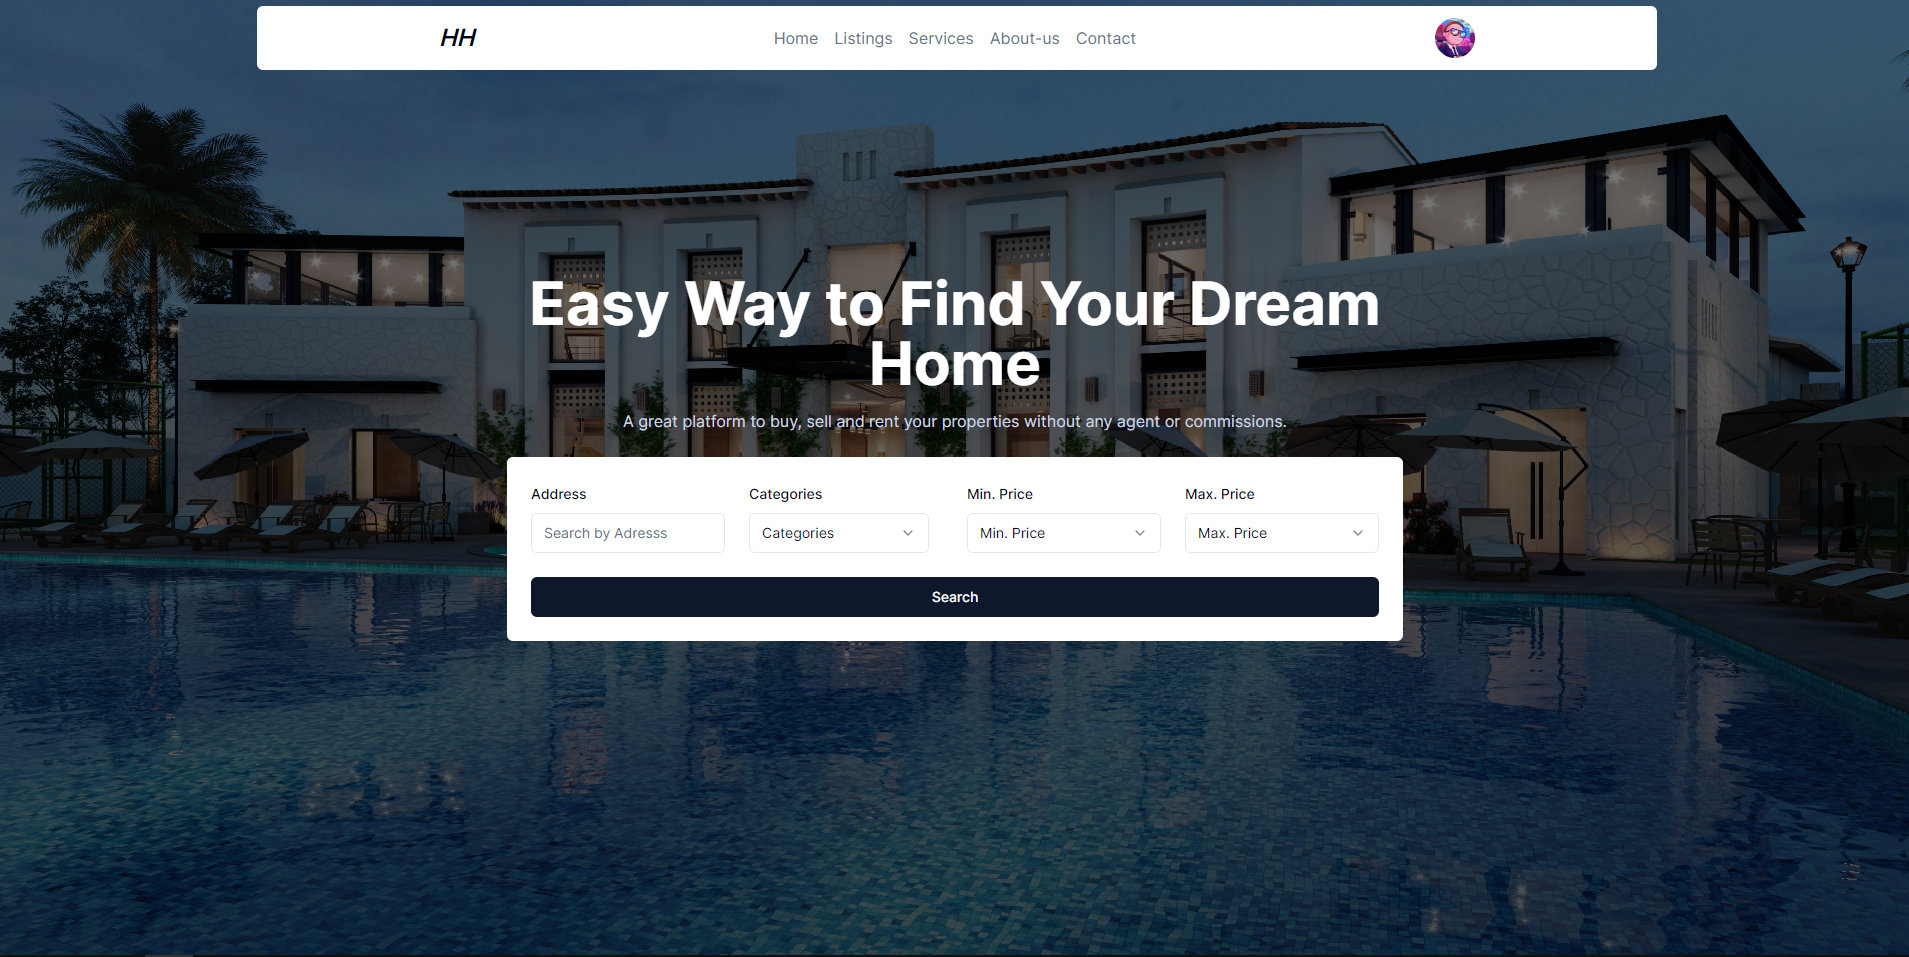 HH
Home Listings Services About-us Contact
Easy Way to Find Your Dream
Home
A great platform to buy, sell and rent your properties without any agent or commissions.
Address Categories Min. Price Max. Price
Search by Adresss Categories Min. Price Max. Price
Search